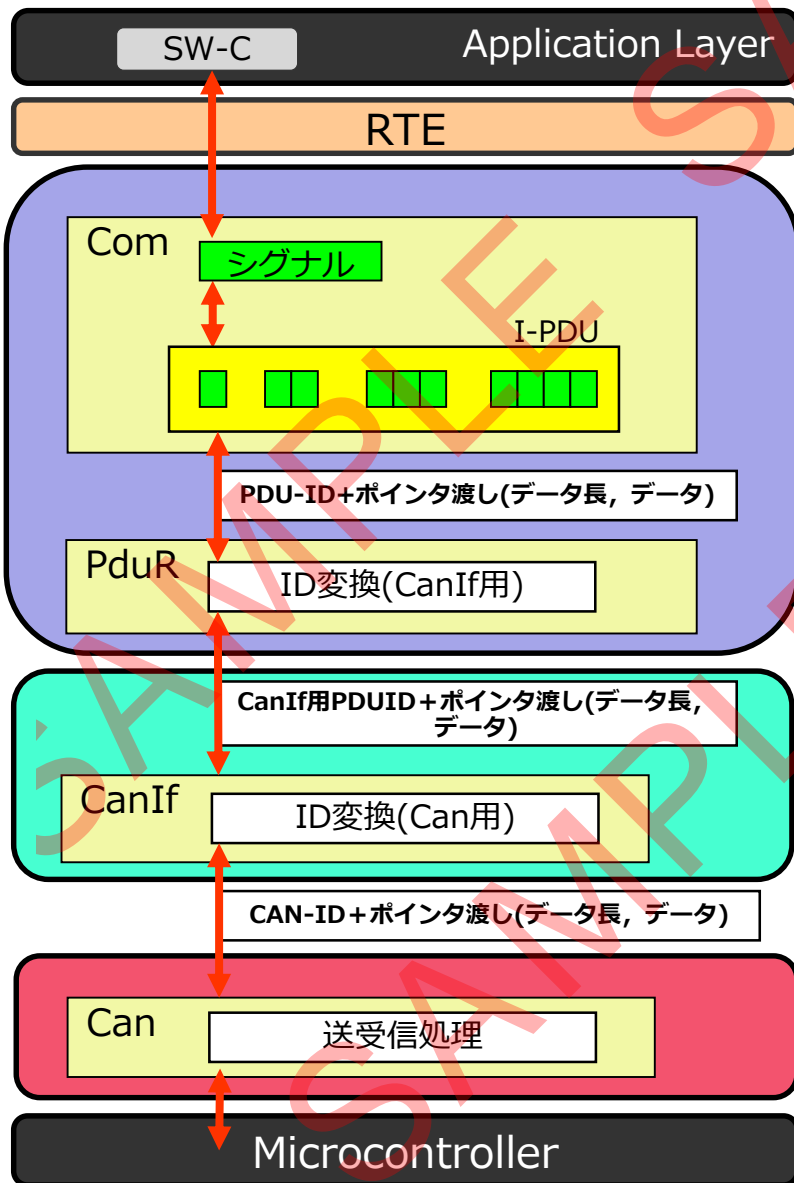 SW-C
Application Layer
RTE
Com
シグナル
I-PDU
PDU-ID+ポインタ渡し(データ長，データ)
PduR
ID変換(CanIf用)
CanIf用PDUID＋ポインタ渡し(データ長，
データ)
CanIf
ID変換(Can用)
CAN-ID＋ポインタ渡し(データ長，データ)
Can
送受信処理
Microcontroller
SAMPLE
SAMPLE
SA